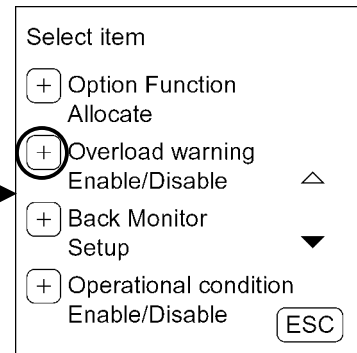 Select item
+ Option Function
Allocate
+ Overload warning
Enable/Disable
+ Back Monitor
Setup
+ Operational condition
Enable/Disable
ESC